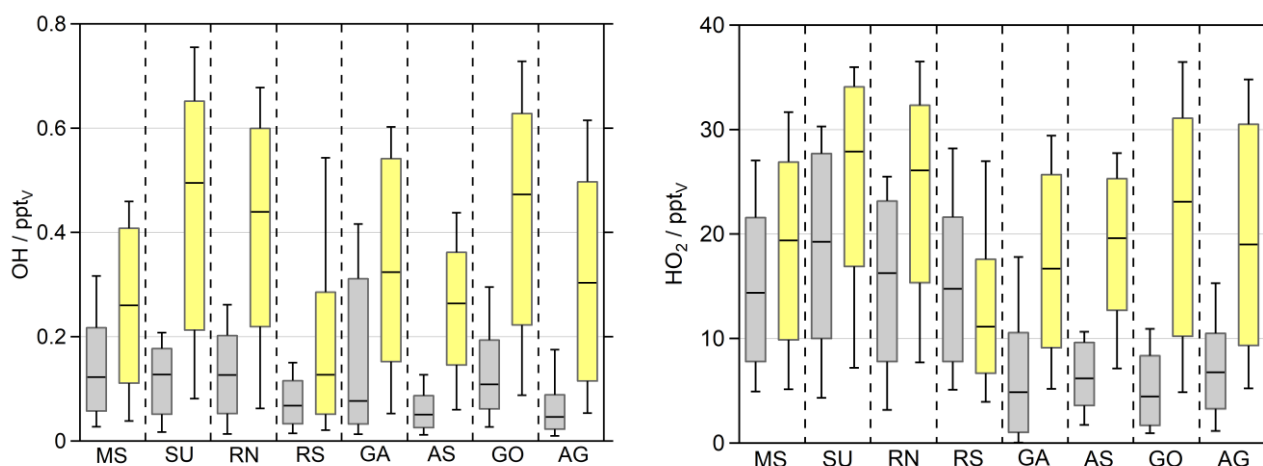 0.8
0.6
0.4
0.2
0
OH / pptv
MS SU RN RS GA AS GO AG
40
30
20
10
0
HO2 / pptv
MS SU RN RS GA AS GO AG